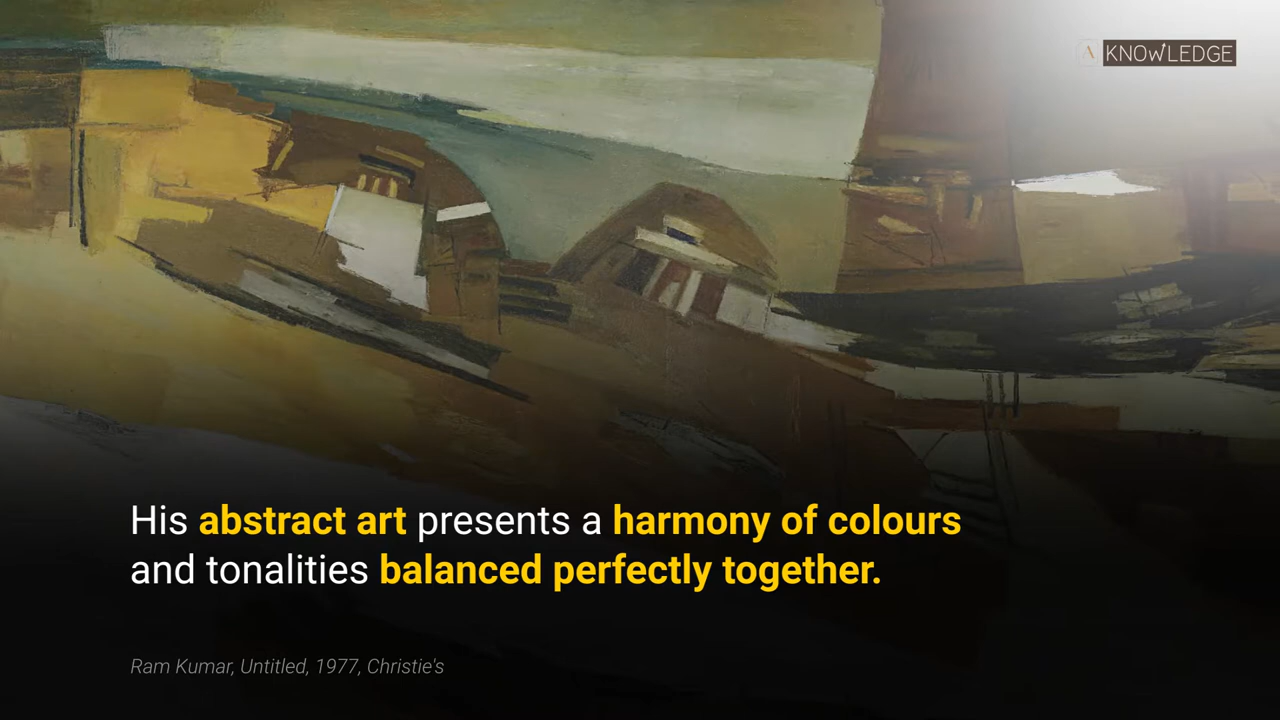 KNOWLEDGE
His abstract art presents a harmony of colours
and tonalities balanced perfectly together.
Ram Kumar, Untitled, 1977, Christie's